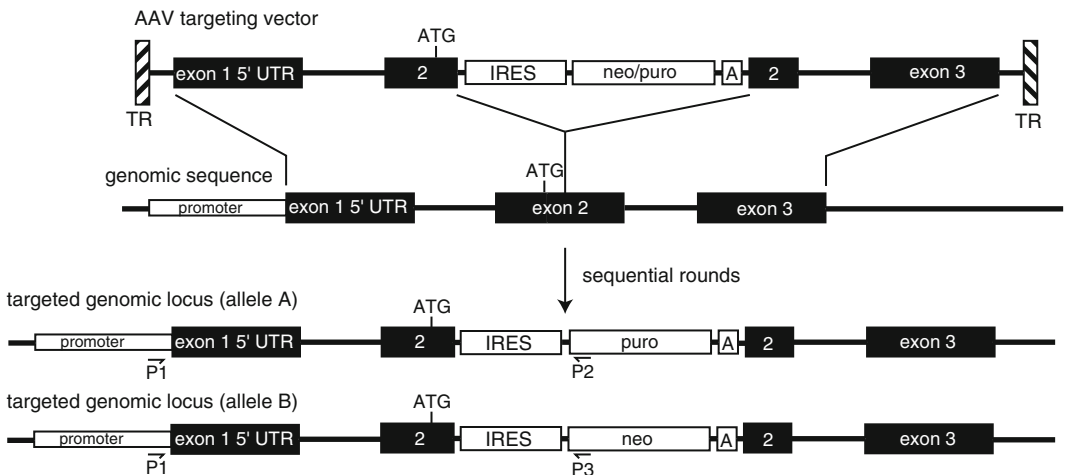 AAV targeting vector
ATG
exon 1 5' UTR 2 IRES neo/puro A 2 exon 3
TR TR
genomic sequence
ATG
promoter exon 1 5' UTR exon 2 exon 3
sequential rounds
targeted genomic locus (allele A)
ATG
promoter exon 1 5' UTR 2 IRES puro A 2 exon 3
P1 P2
targeted genomic locus (allele B)
ATG
promoter exon 1 5' UTR 2 IRES neo A 2 exon 3
P1 P3